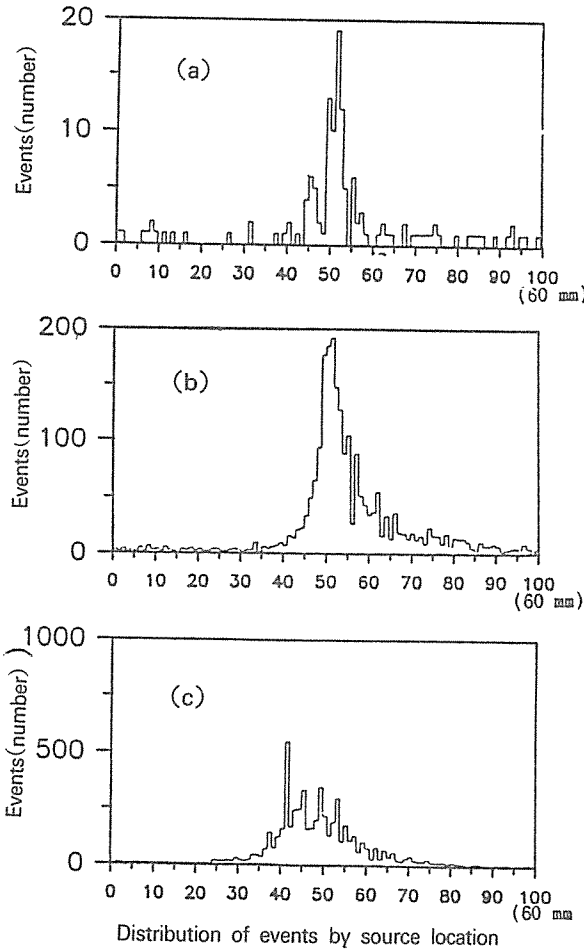 20
(a)
Events(number)
10
0
0 10 20 30 40 50 60 70 80 90 100
(60 mm)
200
(b)
Events(number)
100
0
0 10 20 30 40 50 60 70 80 90 100
(60 mm)
1000
(c)
Events(number))
500
0
0 10 20 30 40 50 60 70 80 90 100
(60 mm
Distribution of events by source location